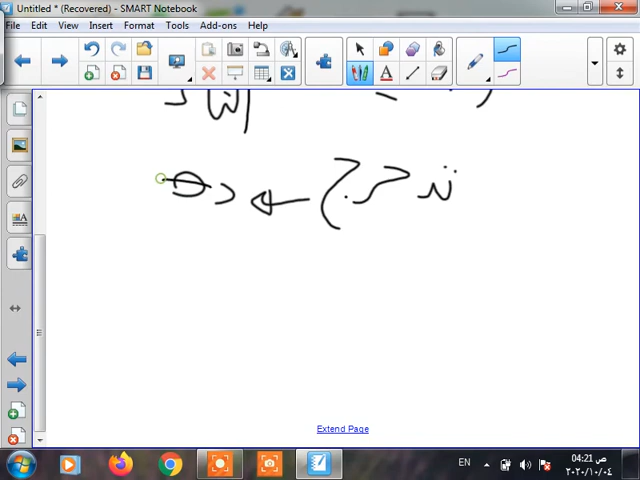 Untitled * (Recovered) - SMART Notebook
File Edit View Insert Format Tools Add-ons Help
تدحرج ← د
Extend Page
EN
04:21 ص
٢٠٢٠/١٠/٠٤